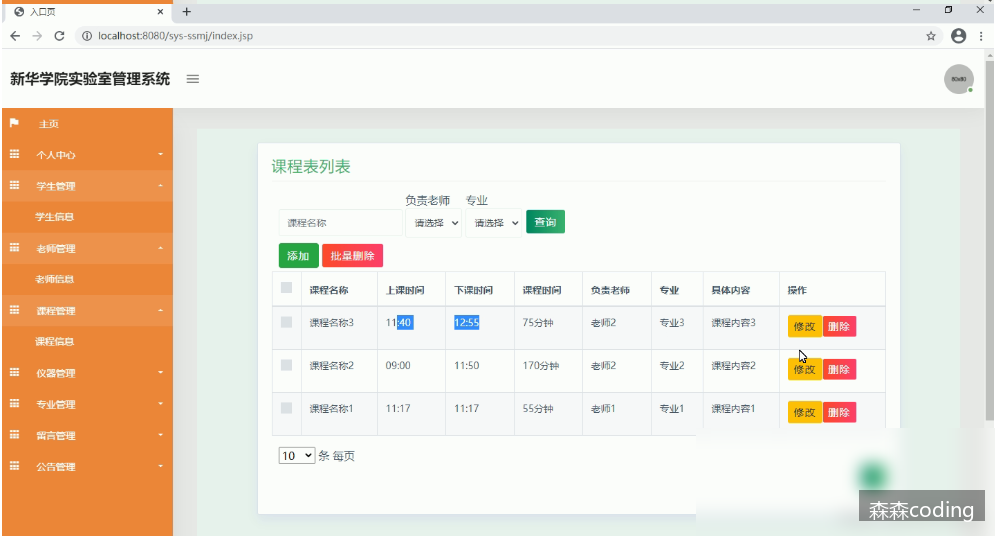 入口页
localhost:8080/sys-ssmj/index.jsp
新华学院实验室管理系统
60x60
主页
个人中心
学生管理
学生信息
老师管理
老师信息
课程管理
课程信息
仪器管理
专业管理
留言管理
公告管理
课程表列表
负责老师 专业
课程名称 请选择 请选择 查询
添加 批量删除
课程名称 上课时间 下课时间 课程时间 负责老师 专业 具体内容 操作
课程名称3 11:40 12:55 75分钟 老师2 专业3 课程内容3 修改 删除
课程名称2 09:00 11:50 170分钟 老师2 专业2 课程内容2 修改 删除
课程名称1 11:17 11:17 55分钟 老师1 专业1 课程内容1 修改 删除
10 条 每页
森森coding